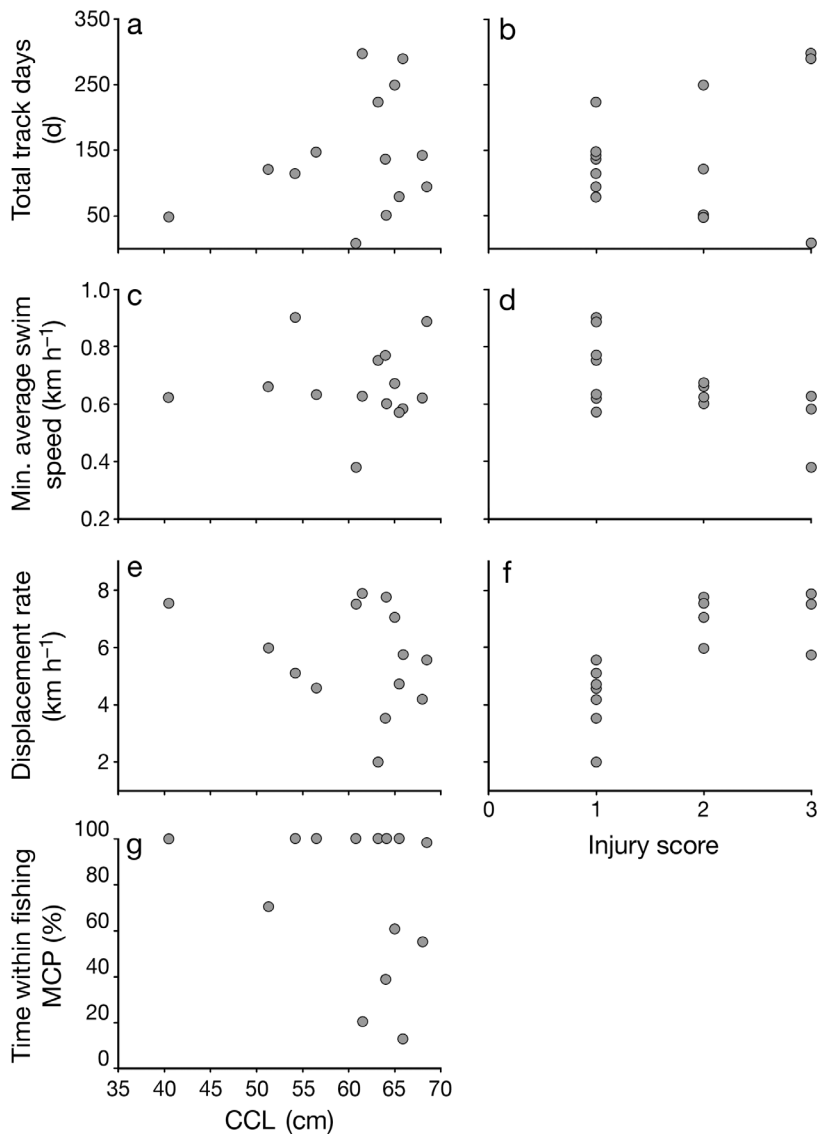 a
b
350
250
150
50
Total track days
(d)
c
d
1.0
0.8
0.6
0.4
0.2
Min. average swim
speed (km h⁻¹)
e
f
8
6
4
2
Displacement rate
(km h⁻¹)
0 1 2 3
Injury score
g
100
80
60
40
20
0
Time within fishing
MCP (%)
35 40 45 50 55 60 65 70
CCL (cm)